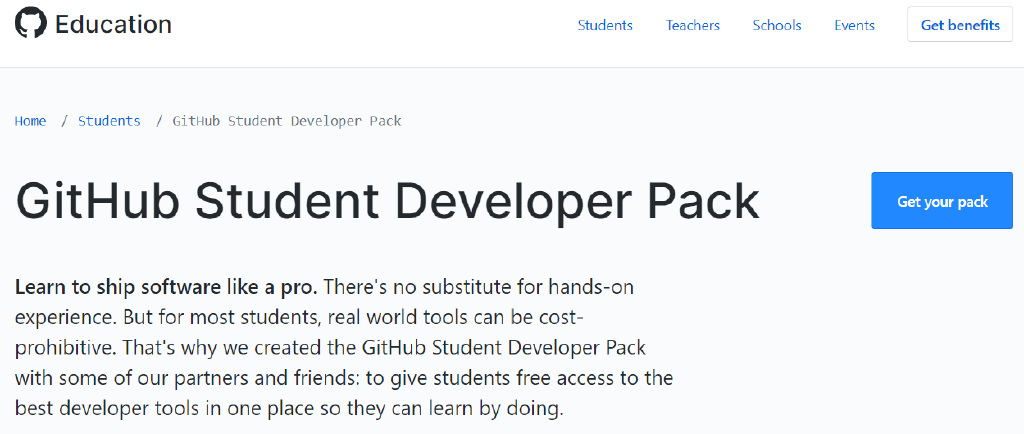 Education
Students Teachers Schools Events Get benefits
Home / Students / GitHub Student Developer Pack
GitHub Student Developer Pack
Get your pack
Learn to ship software like a pro. There's no substitute for hands-on
experience. But for most students, real world tools can be cost-
prohibitive. That's why we created the GitHub Student Developer Pack
with some of our partners and friends: to give students free access to the
best developer tools in one place so they can learn by doing.